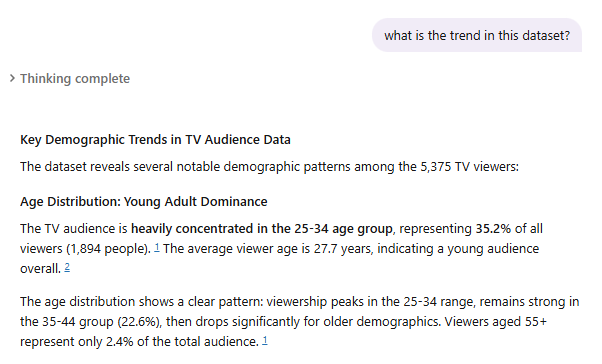 what is the trend in this dataset?
Thinking complete
Key Demographic Trends in TV Audience Data
The dataset reveals several notable demographic patterns among the 5,375 TV viewers:
Age Distribution: Young Adult Dominance
The TV audience is heavily concentrated in the 25-34 age group, representing 35.2% of all
viewers (1,894 people). 1 The average viewer age is 27.7 years, indicating a young audience
overall. 2
The age distribution shows a clear pattern: viewership peaks in the 25-34 range, remains strong in
the 35-44 group (22.6%), then drops significantly for older demographics. Viewers aged 55+
represent only 2.4% of the total audience. 1